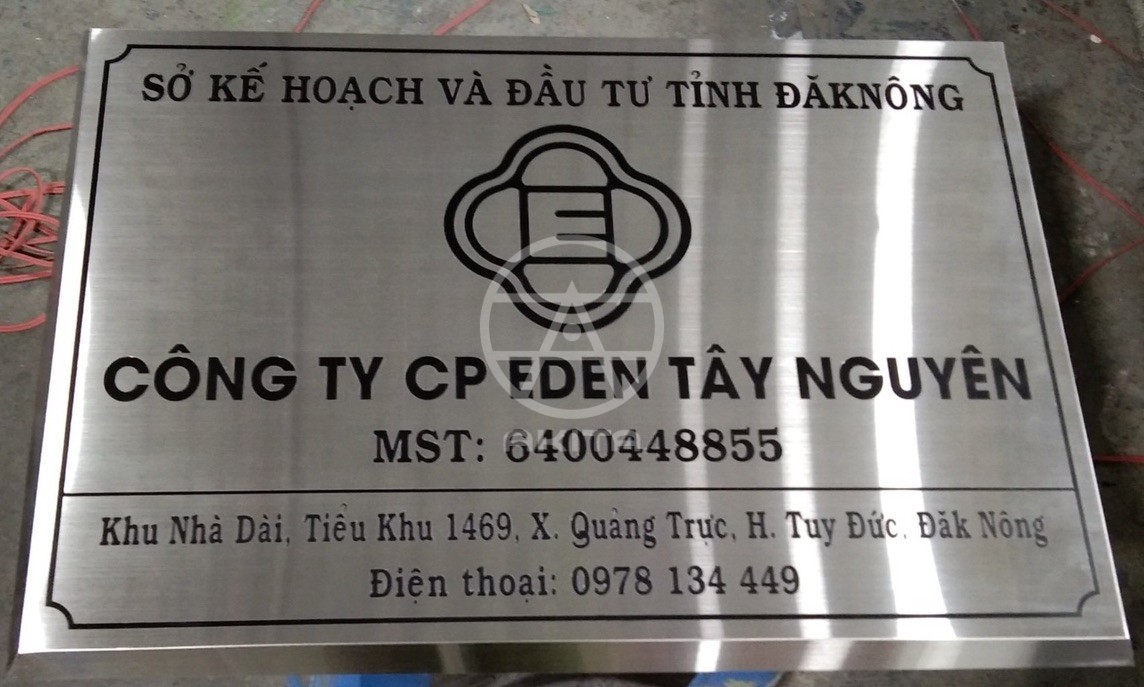 SỞ KẾ HOẠCH VÀ ĐẦU TƯ TỈNH ĐĂKNÔNG
E
CÔNG TY CP EDEN TÂY NGUYÊN
MST: 6400448855
Khu Nhà Dài, Tiểu Khu 1469, X. Quảng Trực, H. Tuy Đức, Đăk Nông
Điện thoại: 0978 134 449